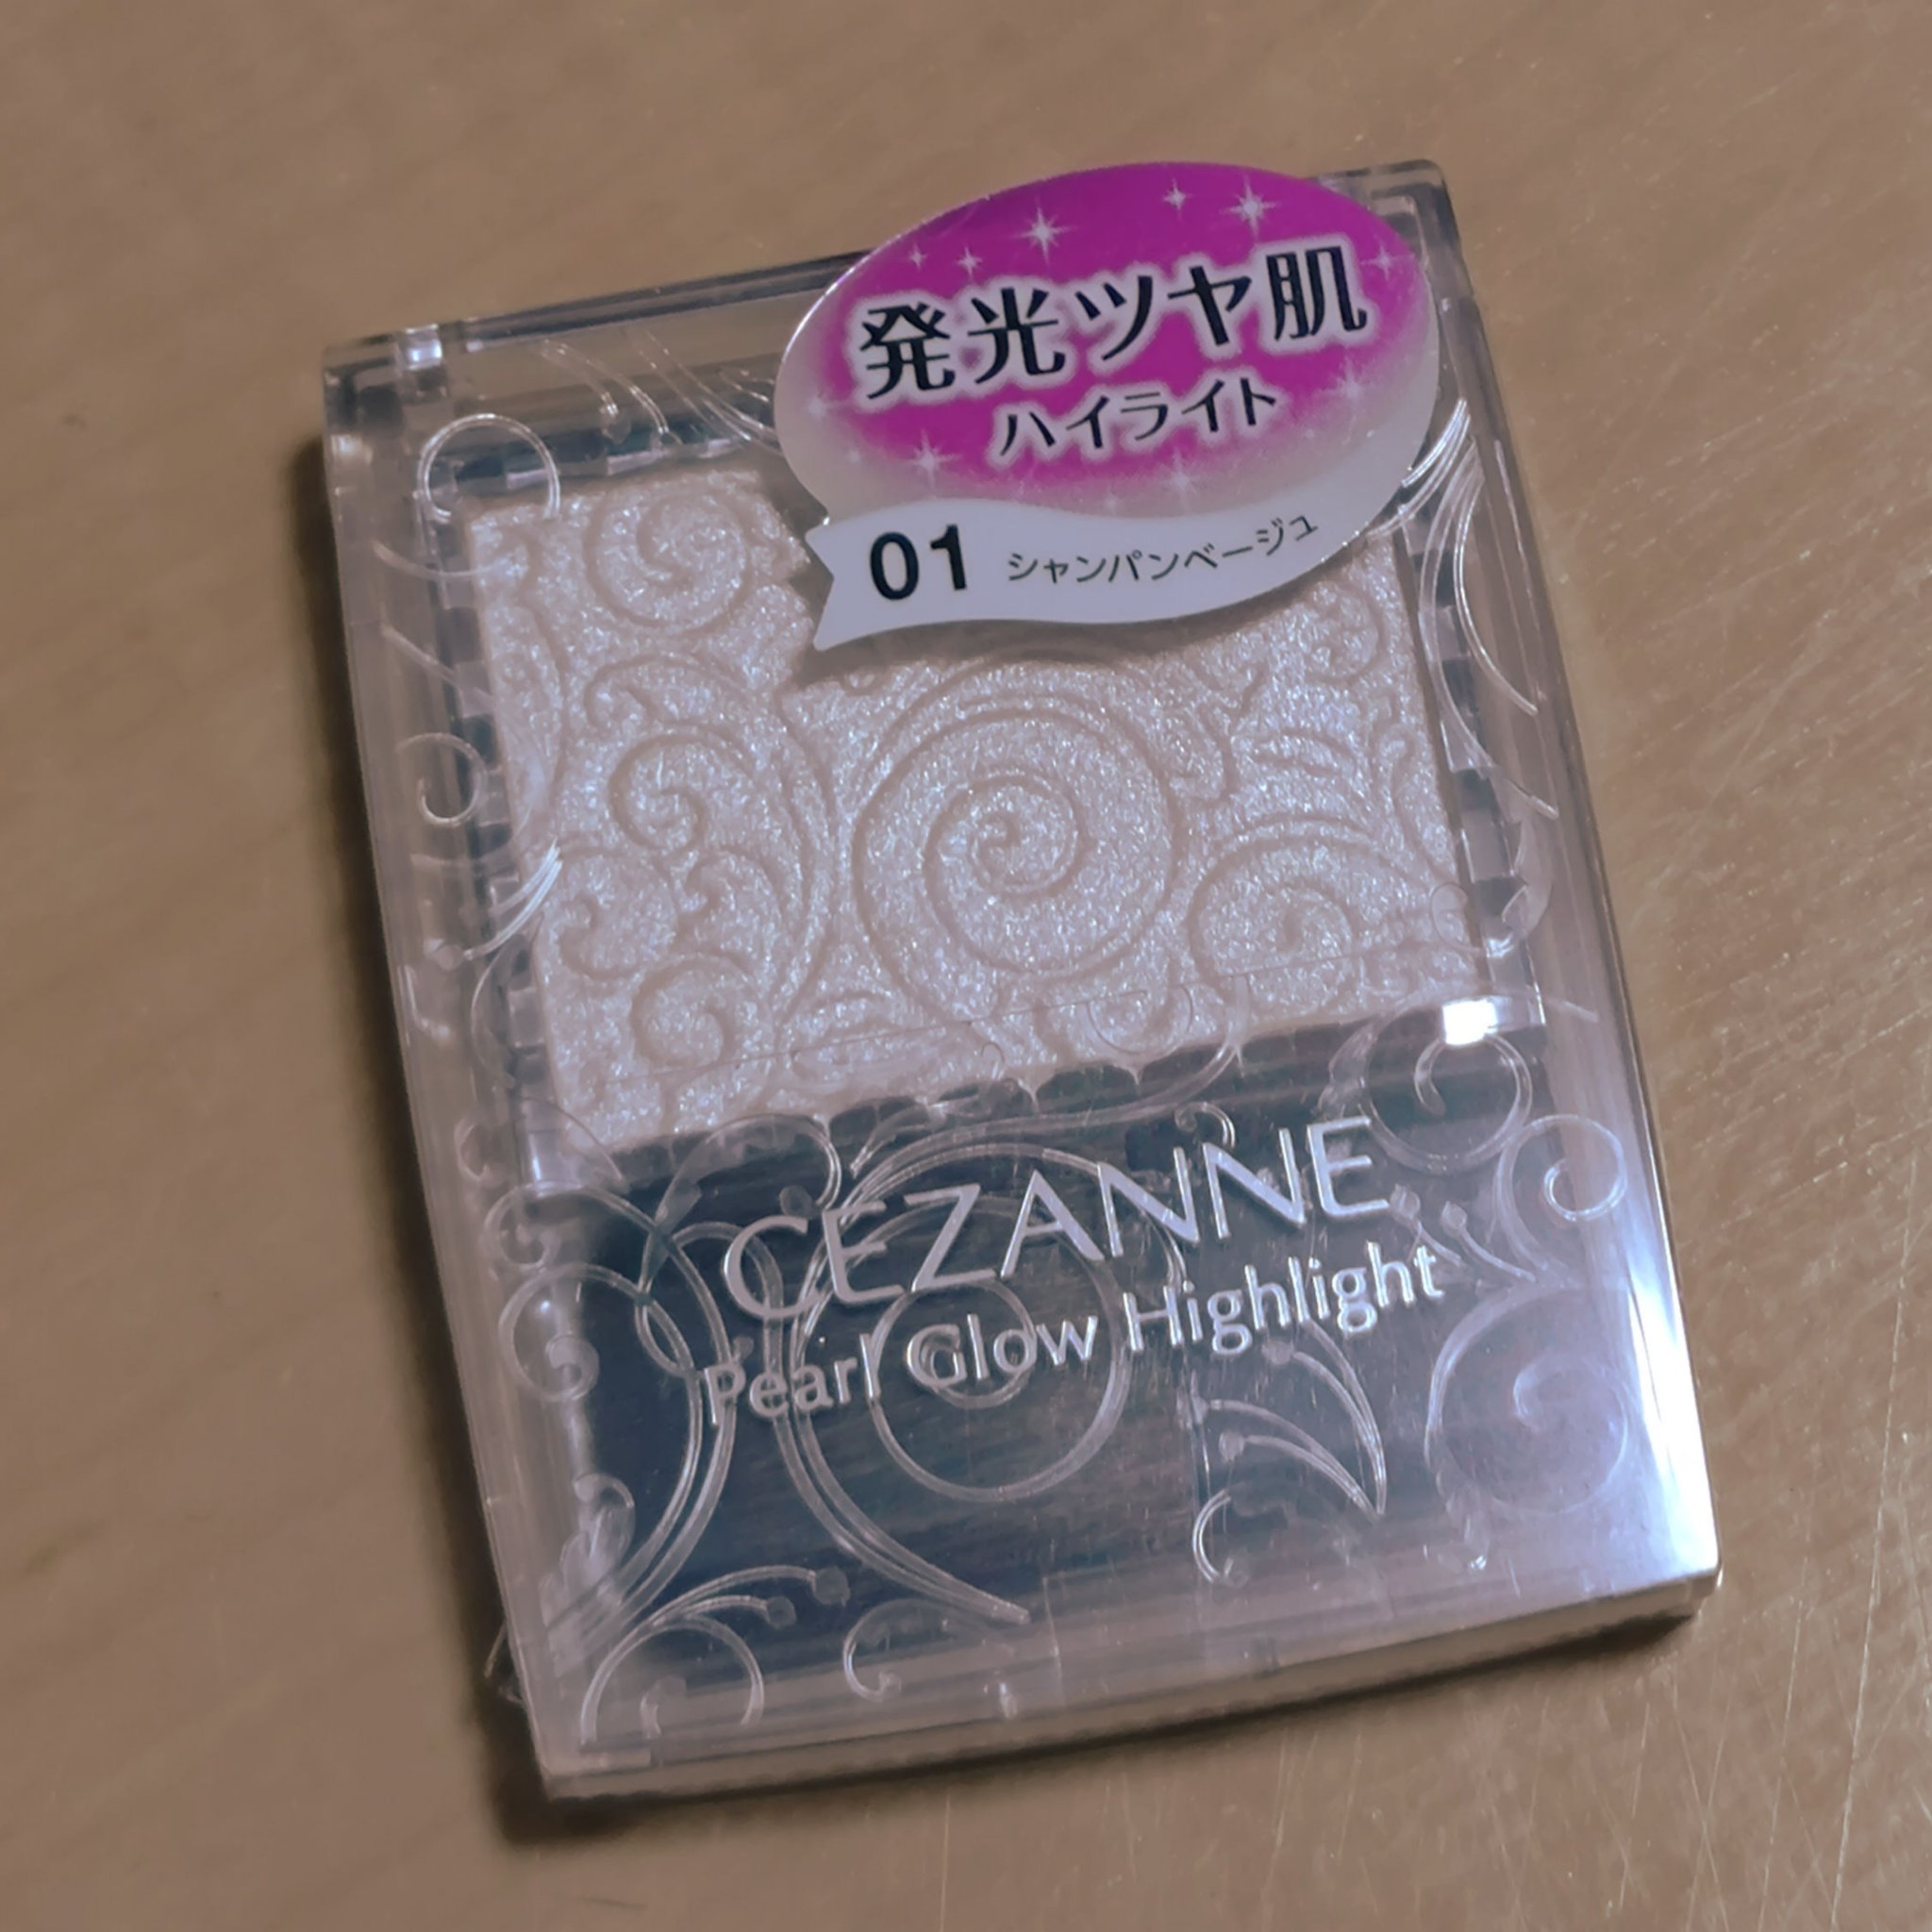 発光ツヤ肌
ハイライト
01 シャンパンベージュ
CEZANNE
Pearl Glow Highlight